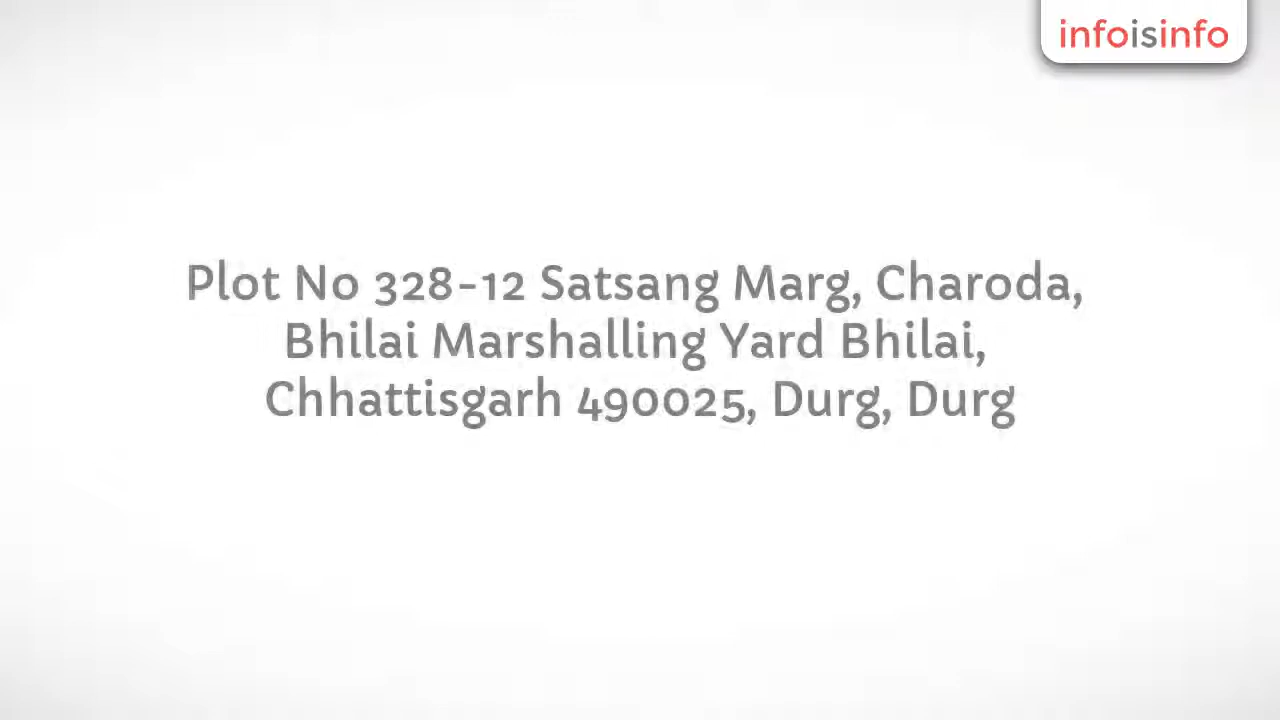 infoisinfo
Plot No 328-12 Satsang Marg, Charoda,
Bhilai Marshalling Yard Bhilai,
Chhattisgarh 490025, Durg, Durg